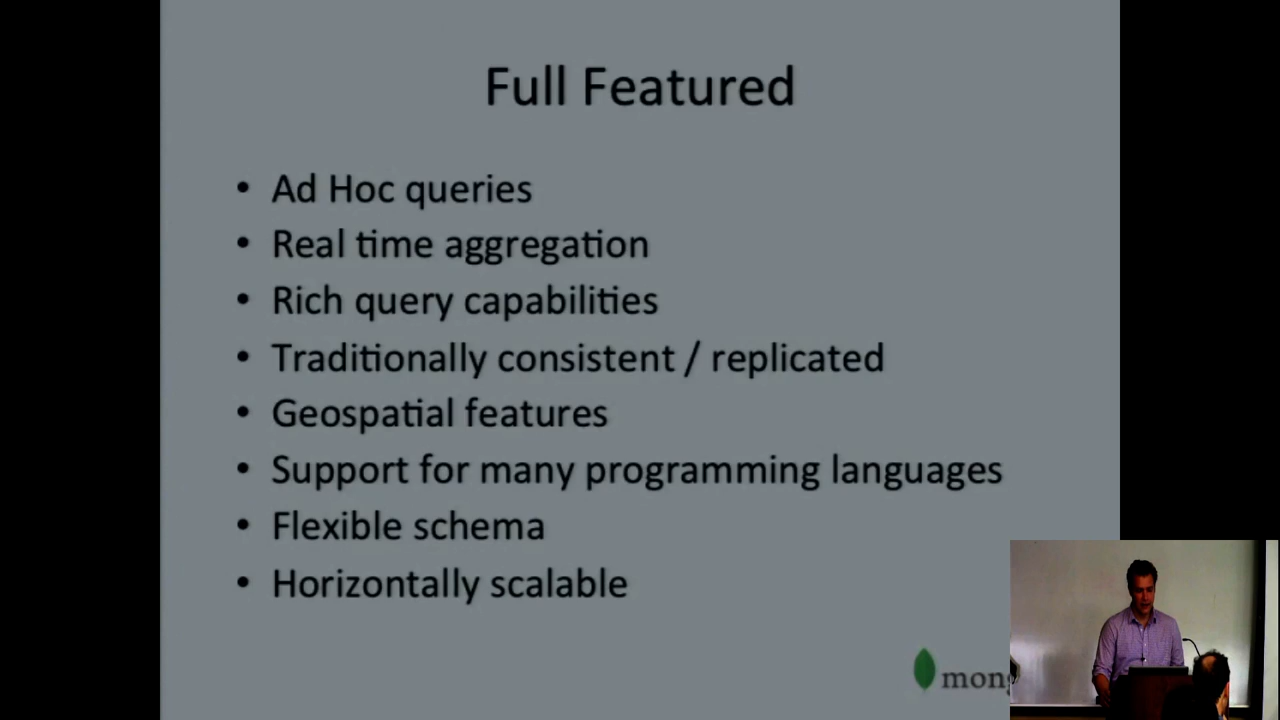 Full Featured
• Ad Hoc queries
• Real time aggregation
• Rich query capabilities
• Traditionally consistent / replicated
• Geospatial features
• Support for many programming languages
• Flexible schema
• Horizontally scalable
mon